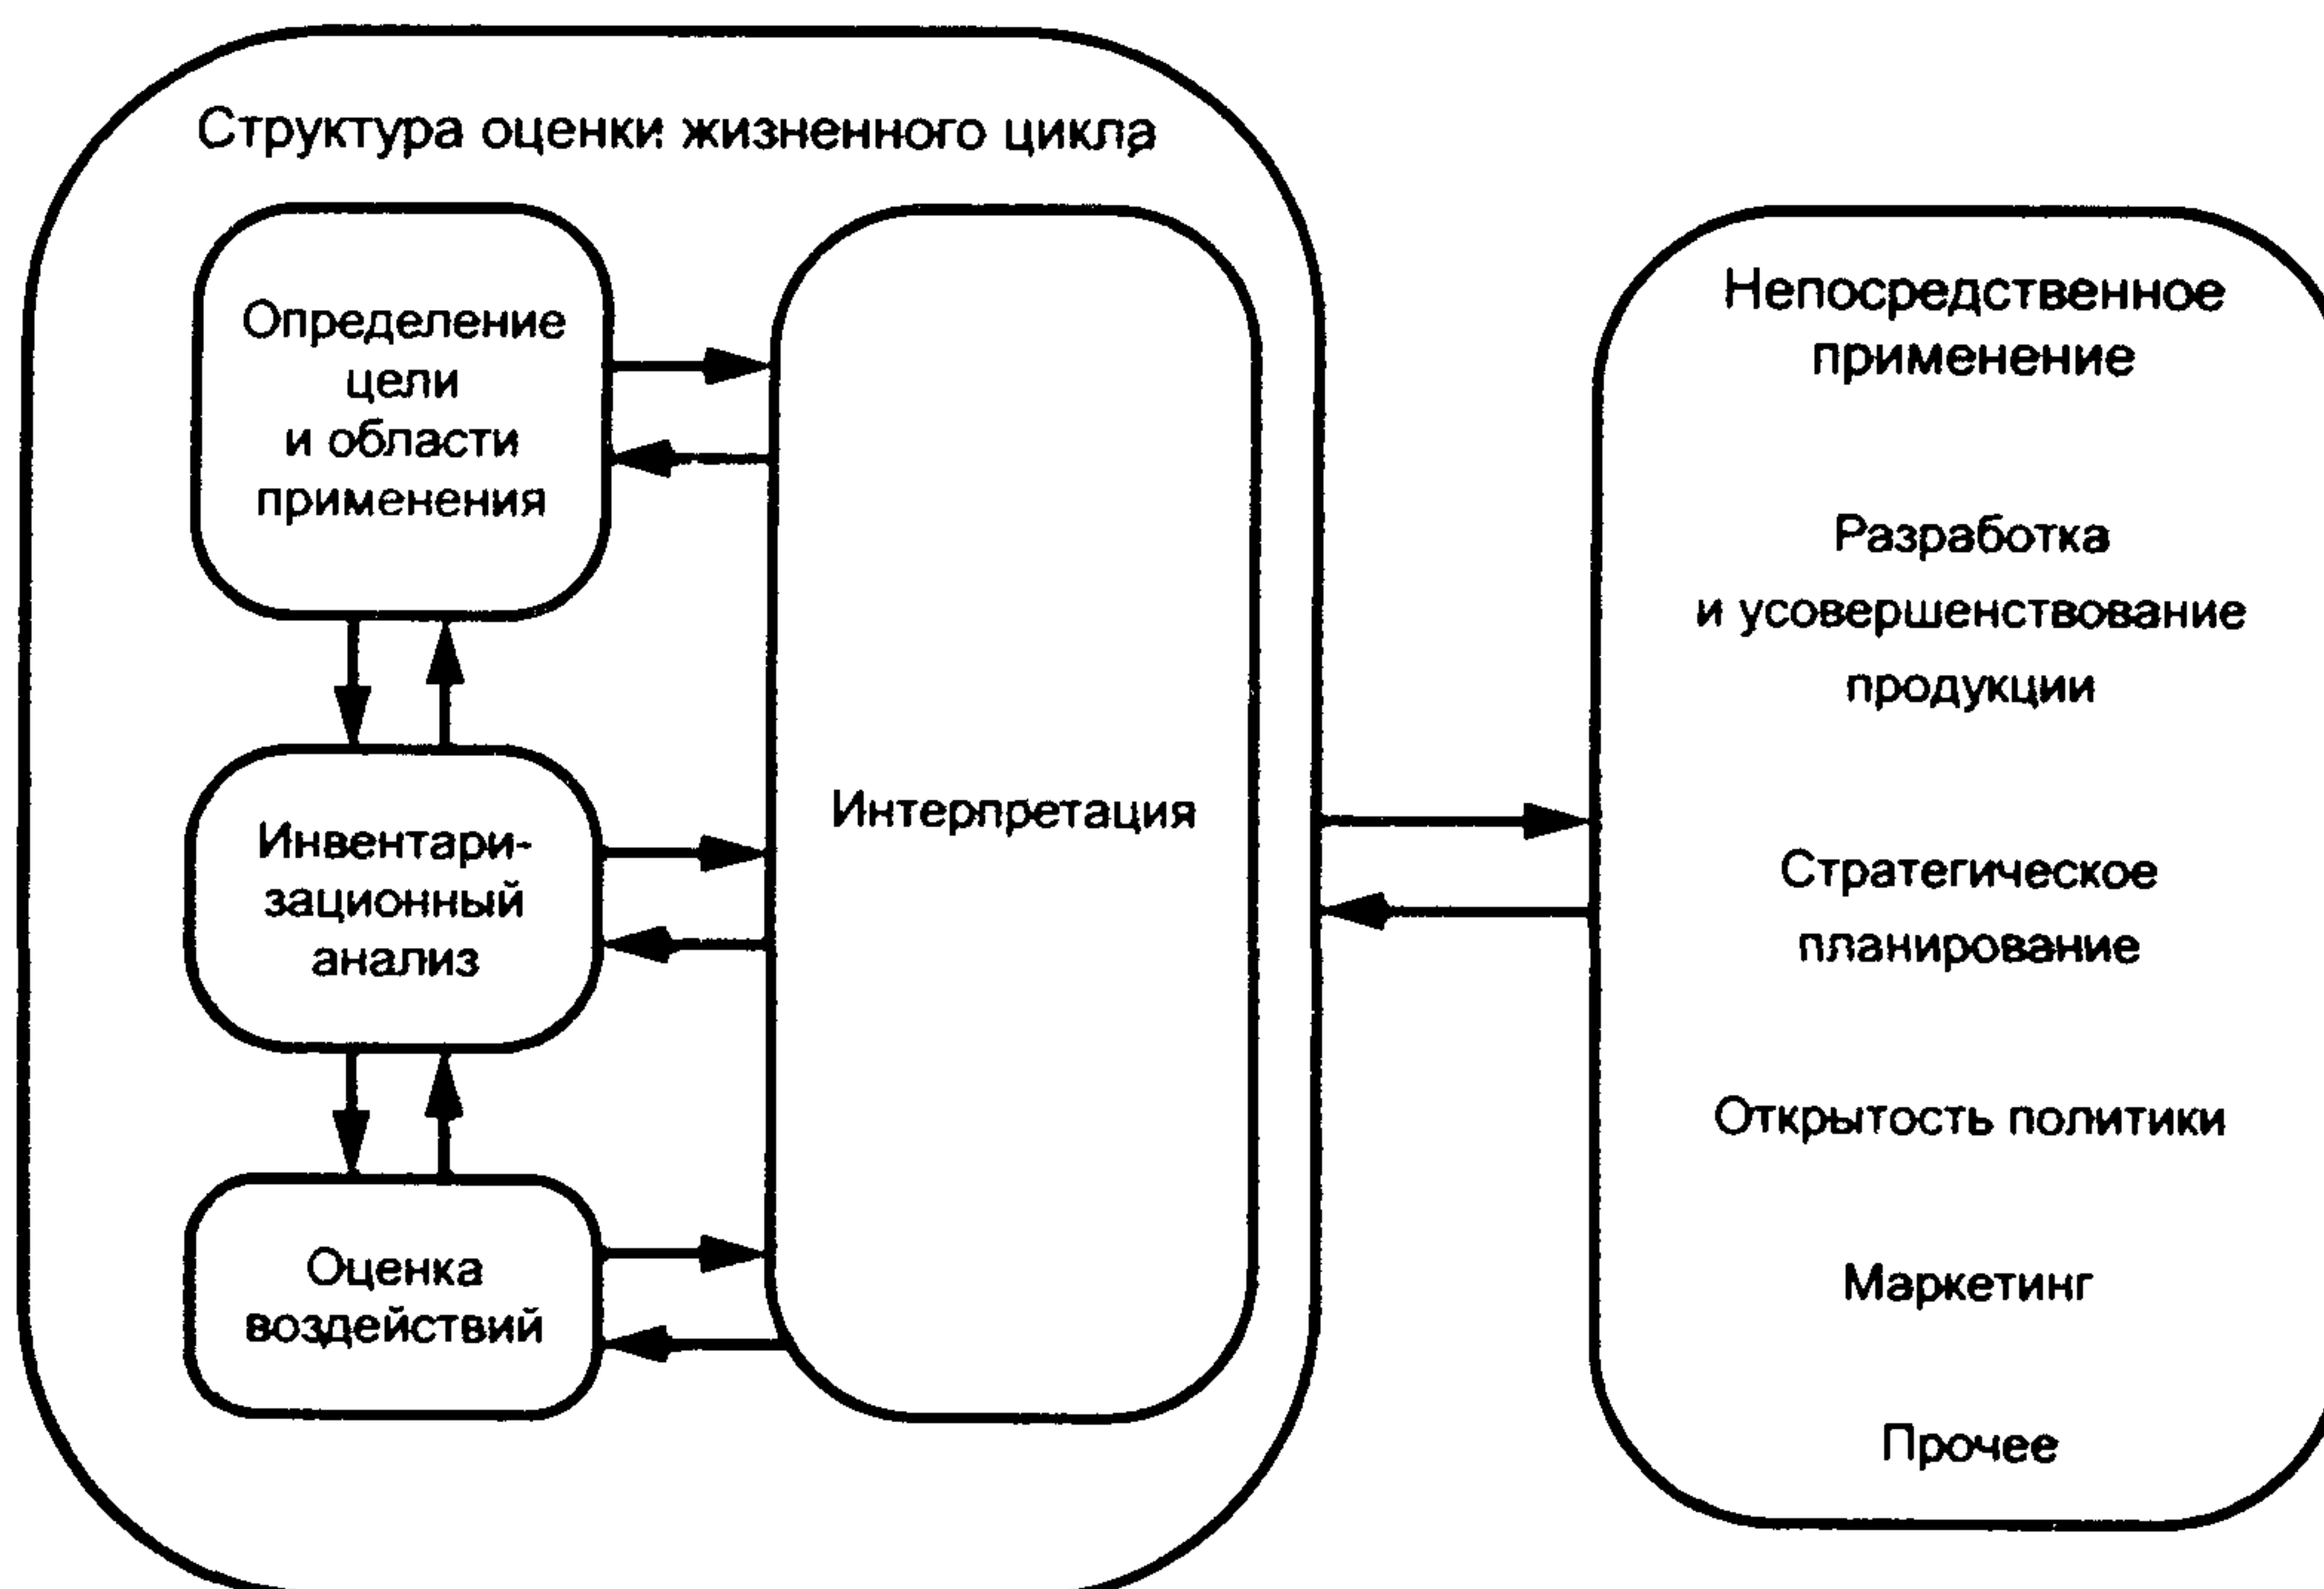 Структура оценки жизненного цикла
Определение
цели
и области
применения
Инвентари-
зационный
анализ
Оценка
воздействий
Интерпретация
Непосредственное
применение
Разработка
и усовершенствование
продукции
Стратегическое
планирование
Открытость политики
Маркетинг
Прочее